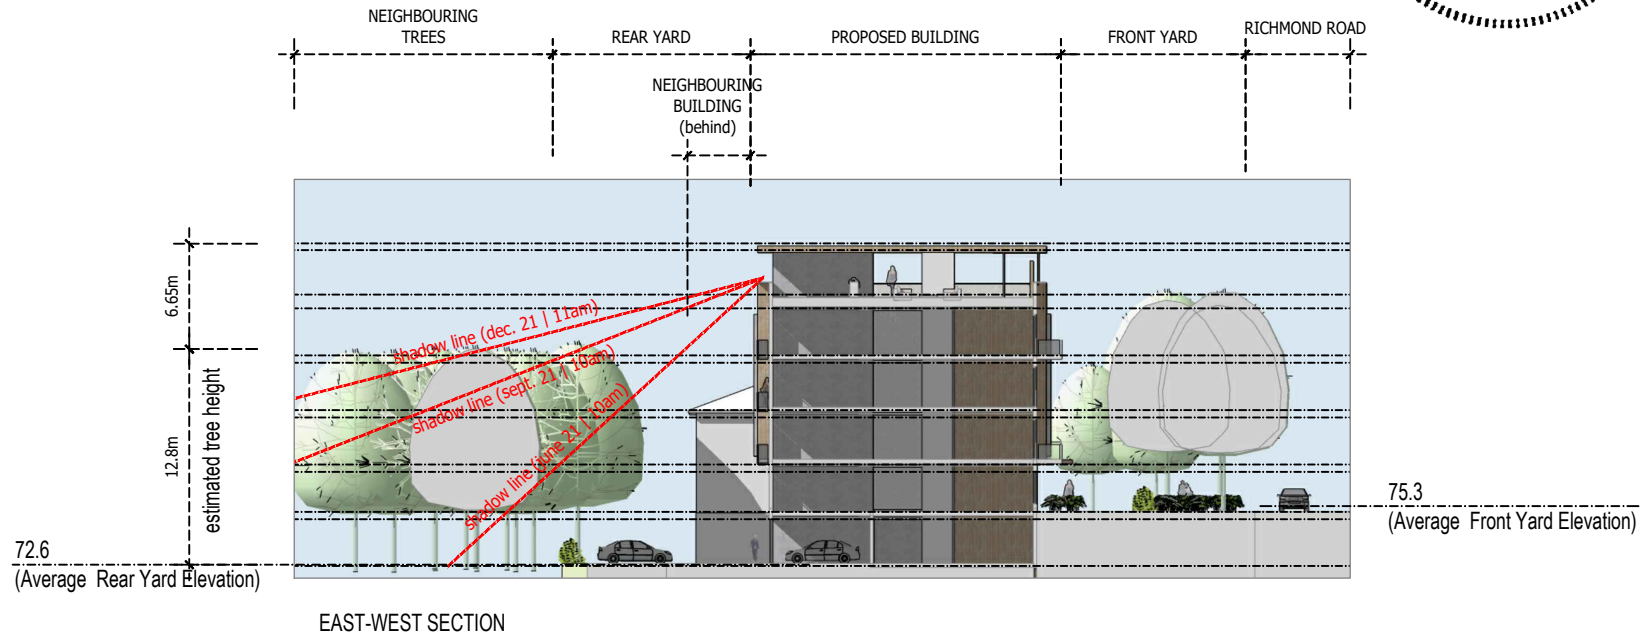 NEIGHBOURING
TREES
REAR YARD
PROPOSED BUILDING
FRONT YARD
RICHMOND ROAD
NEIGHBOURING
BUILDING
(behind)
6.65m
12.8m
estimated tree height
shadow line (dec. 21 | 11am)
shadow line (sept. 21 | 10am)
shadow line (june 21 | 10am)
75.3
(Average Front Yard Elevation)
72.6
(Average Rear Yard Elevation)
EAST-WEST SECTION